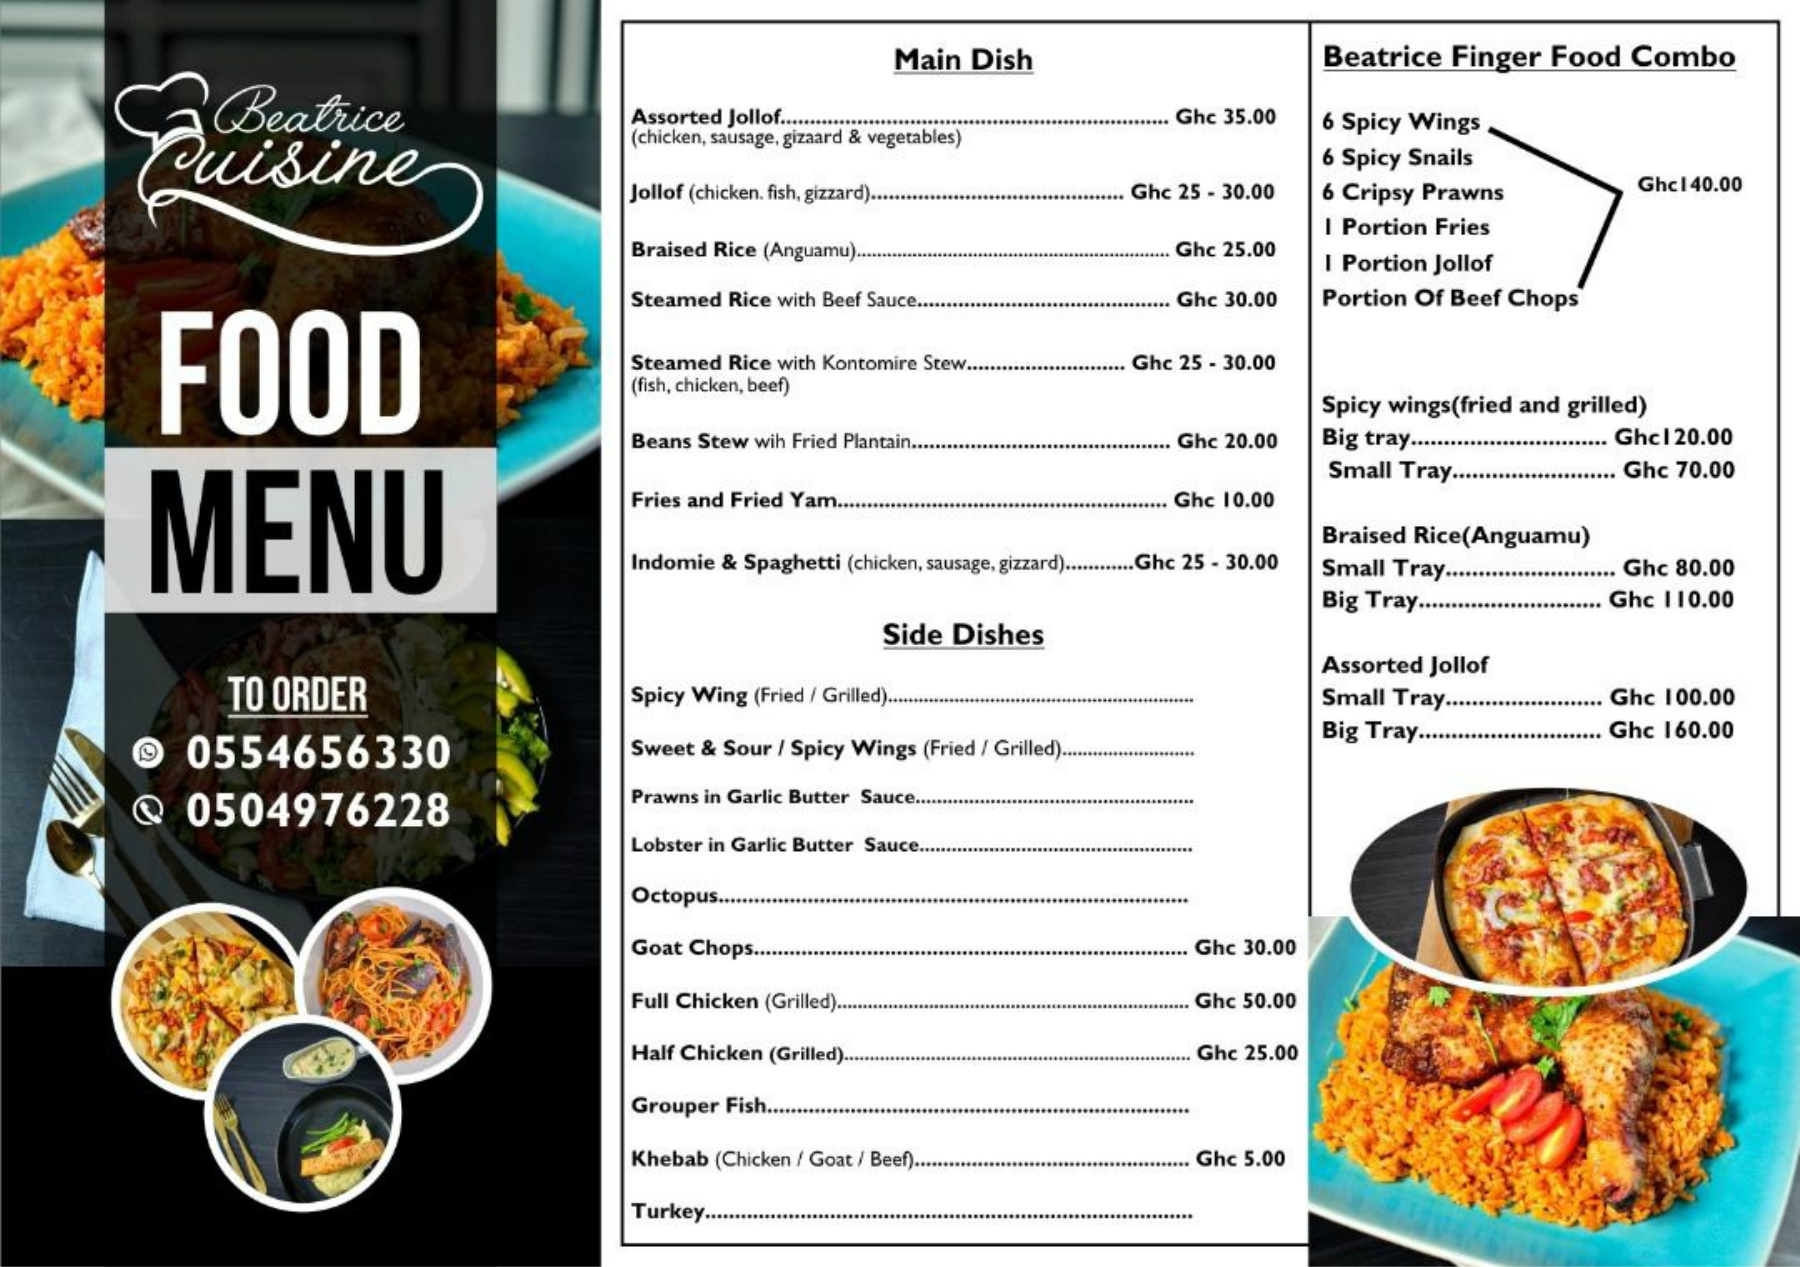 Beatrice
Cuisine
FOOD
MENU
TO ORDER
0554656330
0504976228
Main Dish
Assorted Jollof................ Ghc 35.00
(chicken, sausage, gizaard & vegetables)
Jollof (chicken. fish, gizzard)................ Ghc 25 - 30.00
Braised Rice (Anguamu)................ Ghc 25.00
Steamed Rice with Beef Sauce................ Ghc 30.00
Steamed Rice with Kontomire Stew................ Ghc 25 - 30.00
(fish, chicken, beef)
Beans Stew wih Fried Plantain................ Ghc 20.00
Fries and Fried Yam................ Ghc 10.00
Indomie & Spaghetti (chicken, sausage, gizzard)............Ghc 25 - 30.00
Side Dishes
Spicy Wing (Fried / Grilled)................
Sweet & Sour / Spicy Wings (Fried / Grilled)................
Prawns in Garlic Butter Sauce................
Lobster in Garlic Butter Sauce................
Octopus................
Goat Chops................ Ghc 30.00
Full Chicken (Grilled)................ Ghc 50.00
Half Chicken (Grilled)................ Ghc 25.00
Grouper Fish................
Khebab (Chicken / Goat / Beef)................ Ghc 5.00
Turkey................
Beatrice Finger Food Combo
6 Spicy Wings
6 Spicy Snails
6 Cripsy Prawns
1 Portion Fries
1 Portion Jollof
Portion Of Beef Chops
Ghc140.00
Spicy wings(fried and grilled)
Big tray................ Ghc120.00
Small Tray................ Ghc 70.00
Braised Rice(Anguamu)
Small Tray................ Ghc 80.00
Big Tray................ Ghc 110.00
Assorted Jollof
Small Tray................ Ghc 100.00
Big Tray................ Ghc 160.00